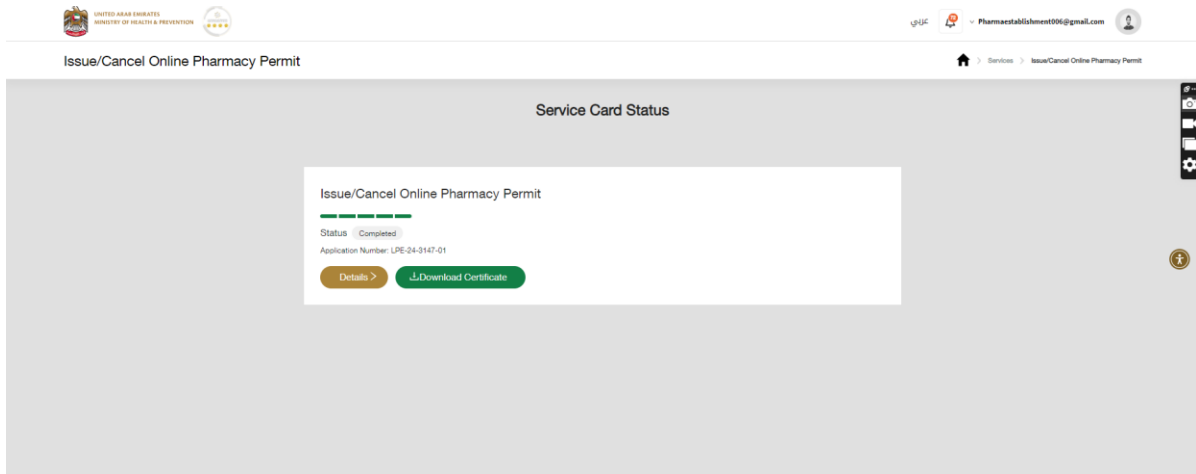 UNITED ARAB EMIRATES
MINISTRY OF HEALTH & PREVENTION
عربي
Pharmaestablishment006@gmail.com
Issue/Cancel Online Pharmacy Permit
Services > Issue/Cancel Online Pharmacy Permit
Service Card Status
Issue/Cancel Online Pharmacy Permit
Status Completed
Application Number: LPE-24-3147-01
Details >
Download Certificate